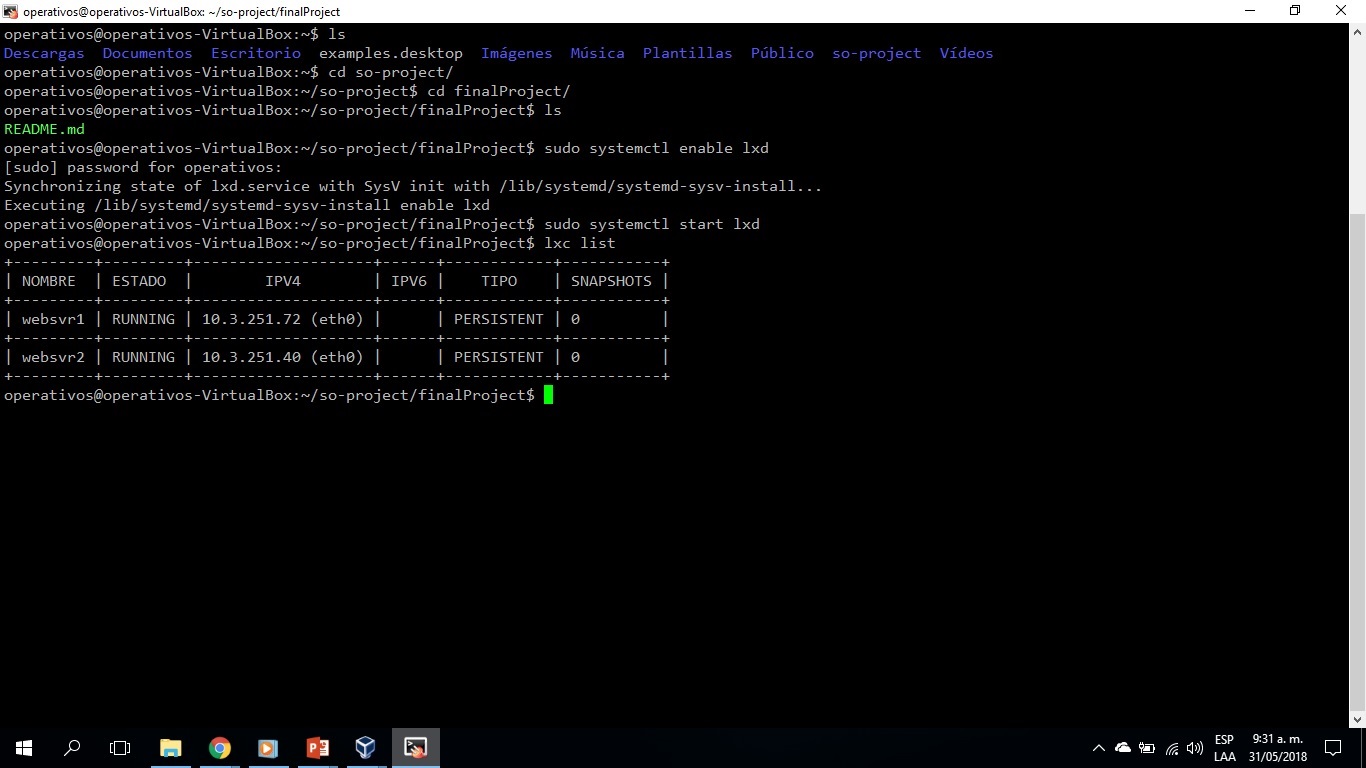 operativos@operativos-VirtualBox: ~/so-project/finalProject
operativos@operativos-VirtualBox:~$ ls
Descargas  Documentos  Escritorio  examples.desktop  Imágenes  Música  Plantillas  Público  so-project  Vídeos
operativos@operativos-VirtualBox:~$ cd so-project/
operativos@operativos-VirtualBox:~/so-project$ cd finalProject/
operativos@operativos-VirtualBox:~/so-project/finalProject$ ls
README.md
operativos@operativos-VirtualBox:~/so-project/finalProject$ sudo systemctl enable lxd
[sudo] password for operativos:
Synchronizing state of lxd.service with SysV init with /lib/systemd/systemd-sysv-install...
Executing /lib/systemd/systemd-sysv-install enable lxd
operativos@operativos-VirtualBox:~/so-project/finalProject$ sudo systemctl start lxd
operativos@operativos-VirtualBox:~/so-project/finalProject$ lxc list
+---------+---------+--------------------+------+------------+-----------+
| NOMBRE  | ESTADO  |        IPV4        | IPV6 |    TIPO    | SNAPSHOTS |
+---------+---------+--------------------+------+------------+-----------+
| websvr1 | RUNNING | 10.3.251.72 (eth0) |      | PERSISTENT | 0         |
+---------+---------+--------------------+------+------------+-----------+
| websvr2 | RUNNING | 10.3.251.40 (eth0) |      | PERSISTENT | 0         |
+---------+---------+--------------------+------+------------+-----------+
operativos@operativos-VirtualBox:~/so-project/finalProject$
ESP
LAA
9:31 a. m.
31/05/2018